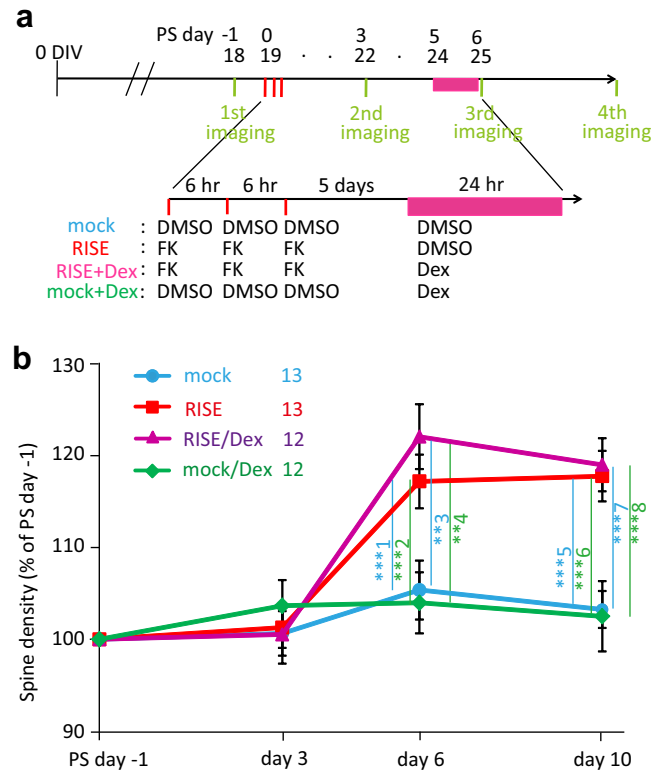 a
PS day -1 0 3 5 6
0 DIV 18 19 · · 22 · 24 25
1st imaging
2nd imaging
3rd imaging
4th imaging
6 hr 6 hr 5 days 24 hr
mock : DMSO DMSO DMSO DMSO
RISE : FK FK FK DMSO
RISE+Dex : FK FK FK Dex
mock+Dex : DMSO DMSO DMSO Dex
b
Spine density (% of PS day -1)
130
120
110
100
90
mock 13
RISE 13
RISE/Dex 12
mock/Dex 12
***1
***2
**3
**4
***5
***6
***7
***8
PS day -1 day 3 day 6 day 10